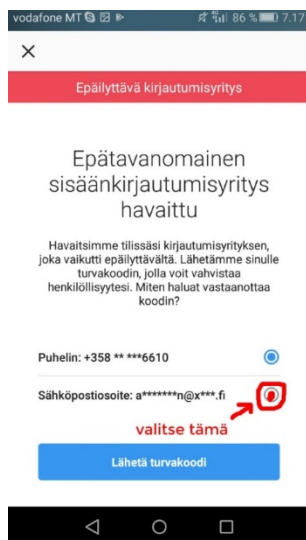 vodafone MT 86 % 7.17
Epäilyttävä kirjautumisyritys
Epätavanomainen
sisäänkirjautumisyritys
havaittu
Havaitsimme tilissäsi kirjautumisyrityksen,
joka vaikutti epäilyttävältä. Lähetämme sinulle
turvakoodin, jolla voit vahvistaa
henkilöllisyytesi. Miten haluat vastaanottaa
koodin?
Puhelin: +358 ** ***6610
Sähköpostiosoite: a*******n@x***.fi
valitse tämä
Lähetä turvakoodi